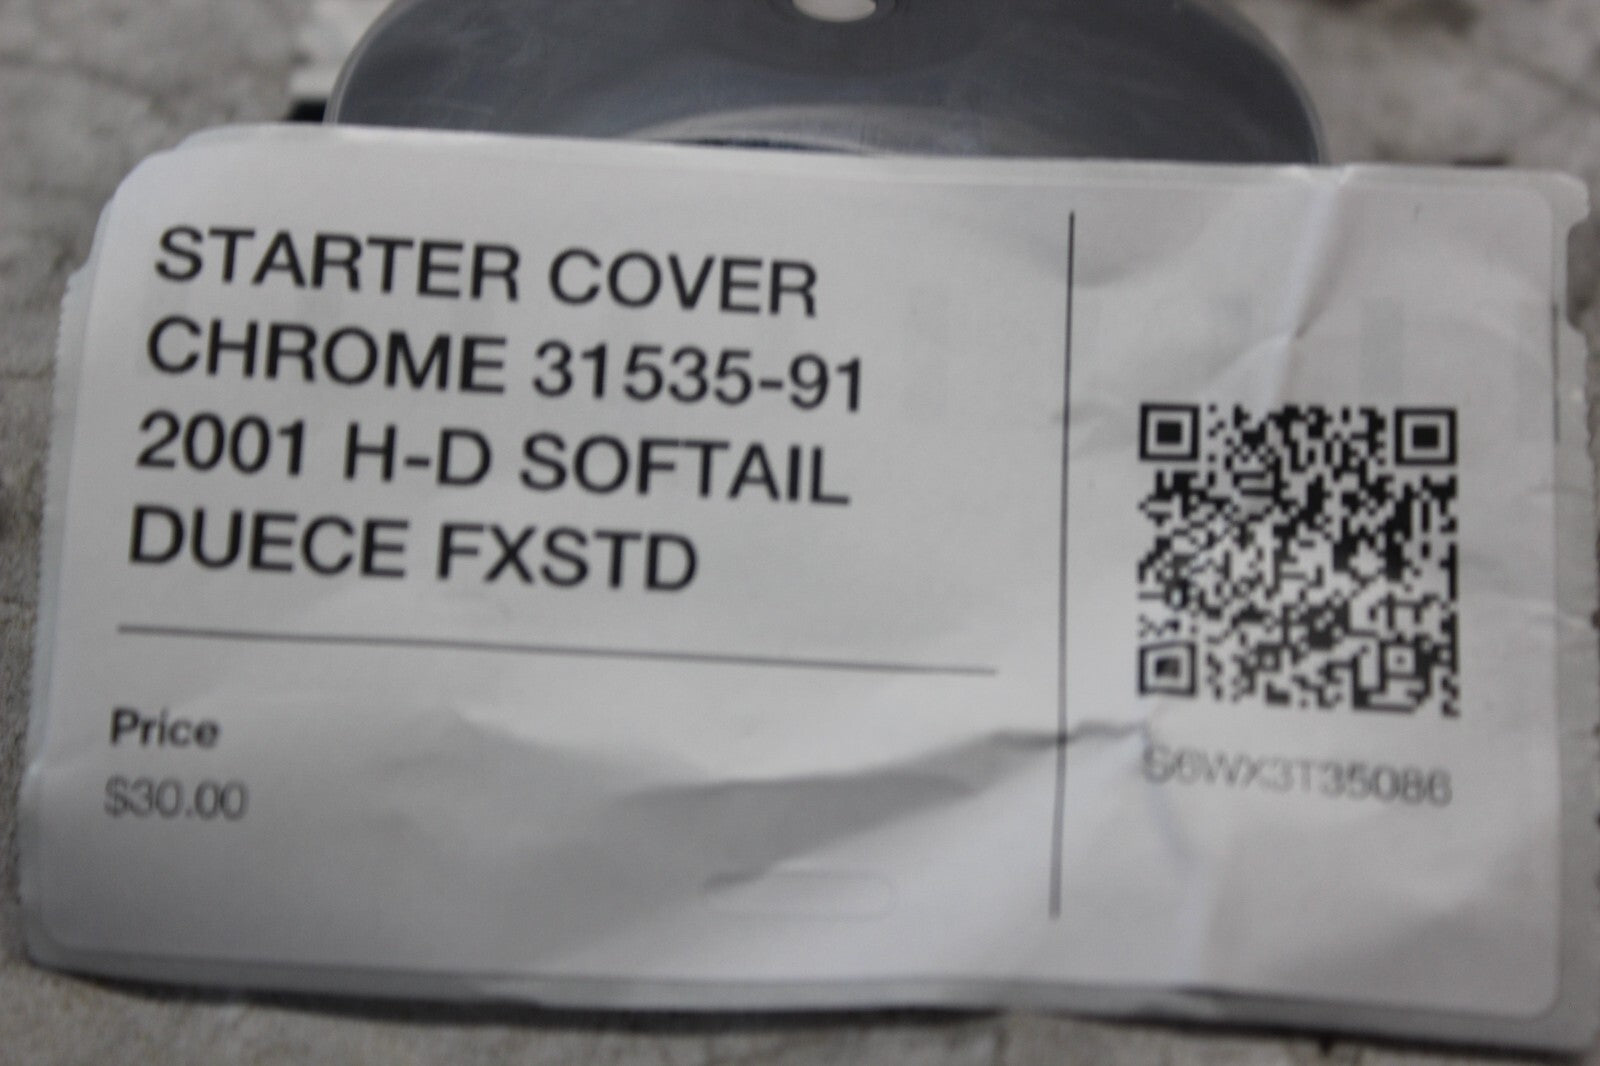 STARTER COVER
CHROME 31535-91
2001 H-D SOFTAIL
DUECE FXSTD
Price
$30.00
S6WX3T35086